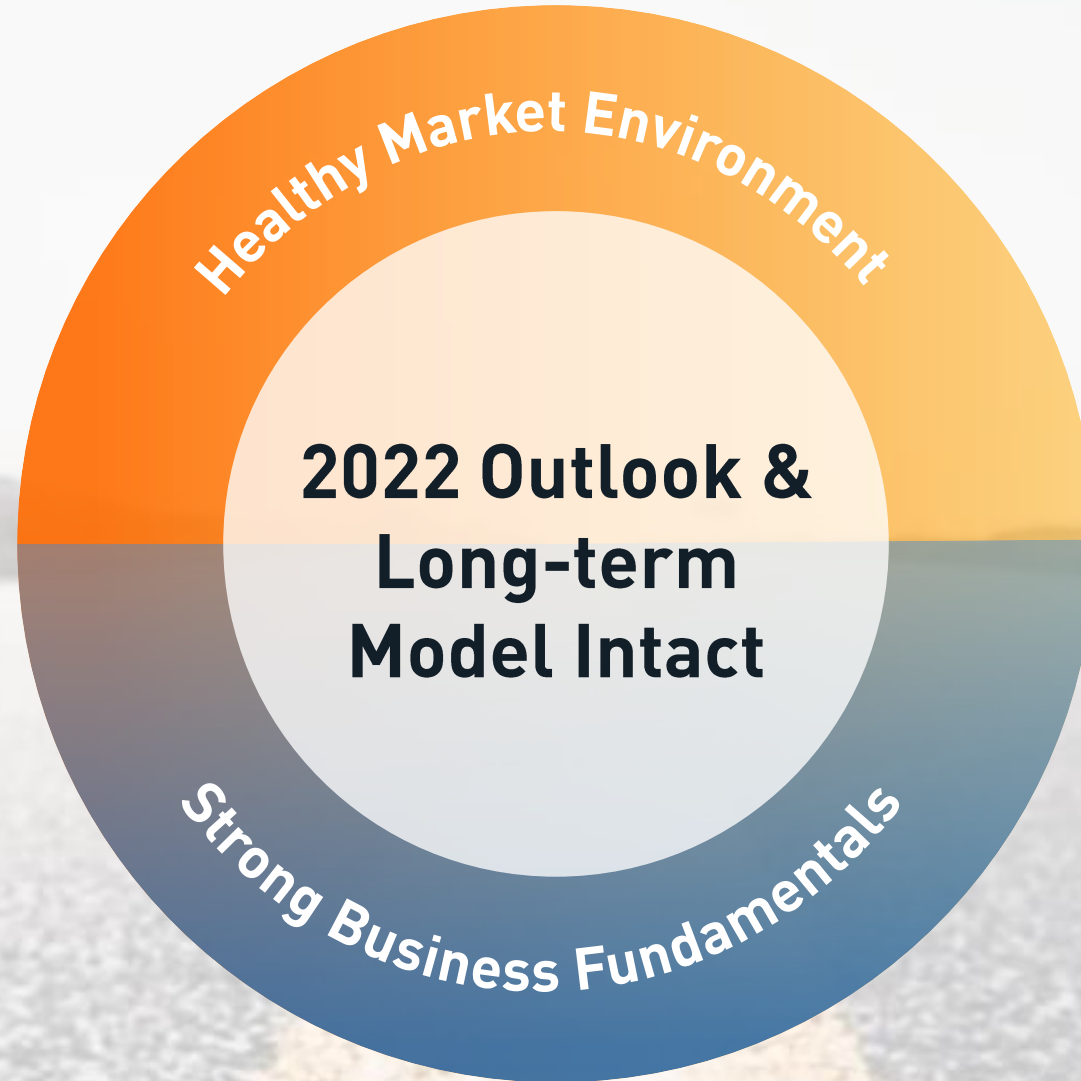 Healthy Market Environment
2022 Outlook &
Long-term
Model Intact
Strong Business Fundamentals